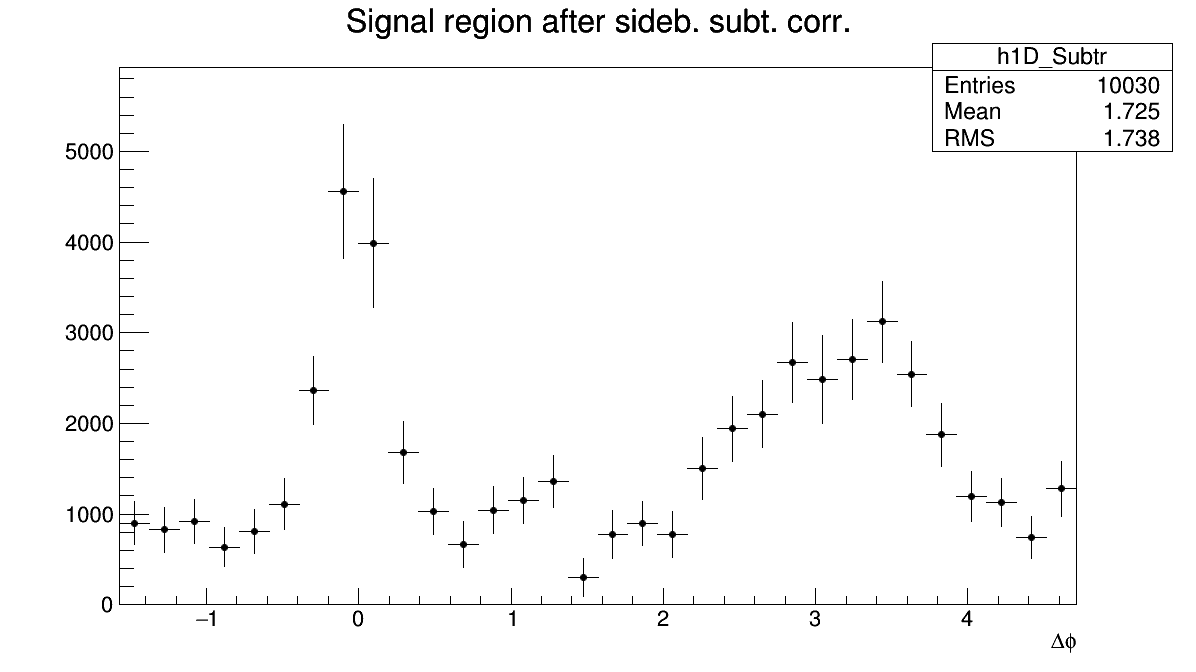 Signal region after sideb. subt. corr.
h1D_Subtr
Entries 10030
Mean 1.725
RMS 1.738
5000
4000
3000
2000
1000
0
−1 0 1 2 3 4
Δϕ